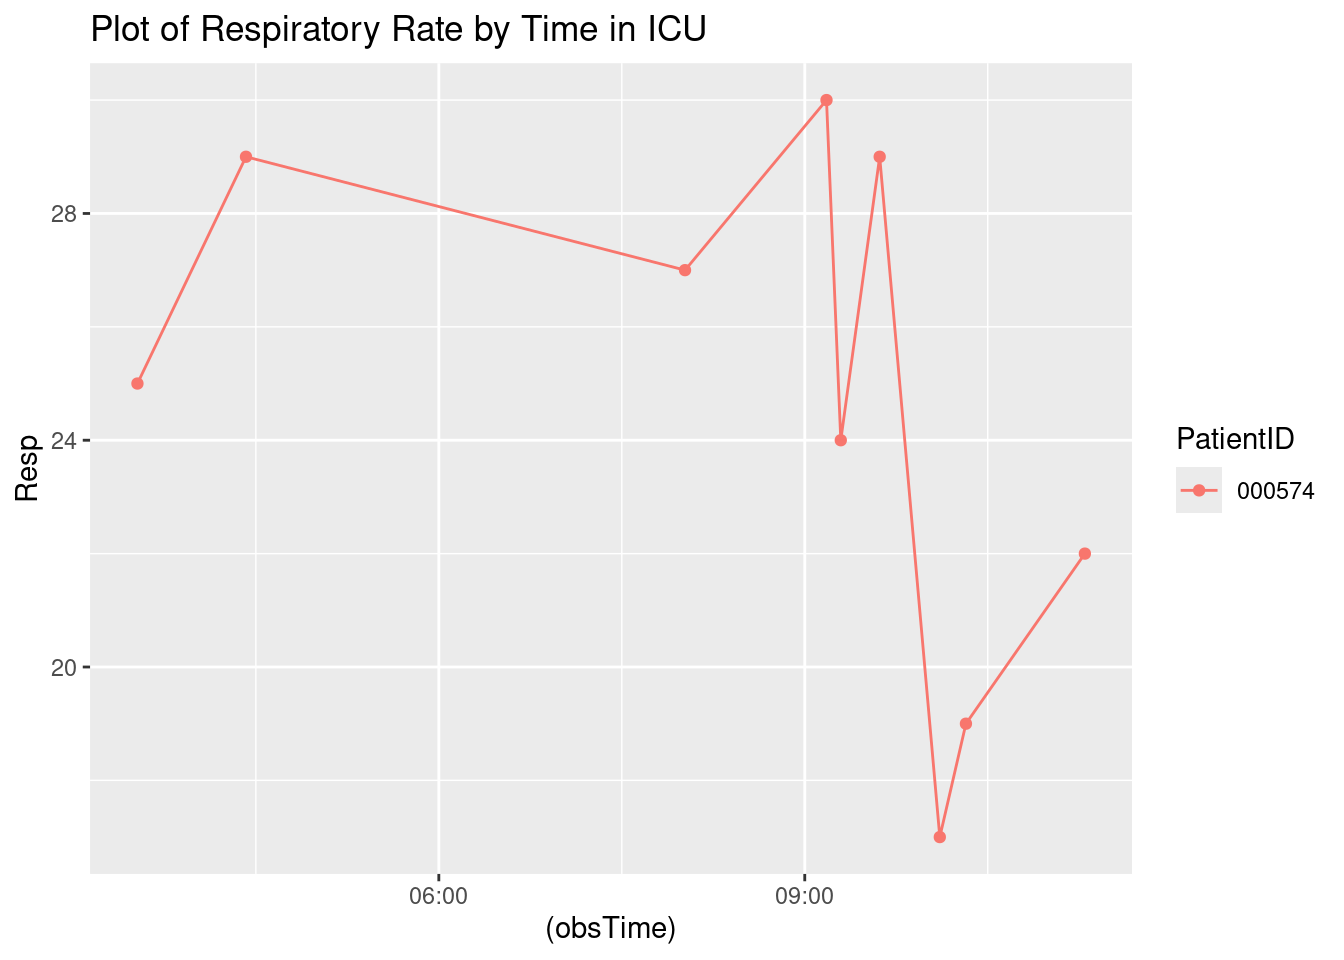 Plot of Respiratory Rate by Time in ICU
28
24
20
Resp
06:00
09:00
(obsTime)
PatientID
000574